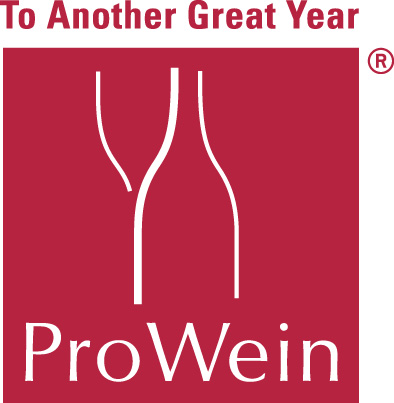 To Another Great Year
®
ProWein